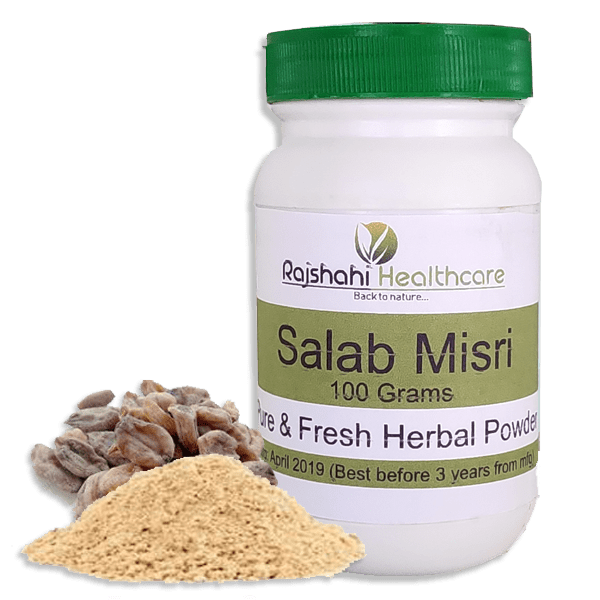 Rajshahi Healthcare
Back to nature...
Salab Misri
100 Grams
Pure & Fresh Herbal Powder
April 2019 (Best before 3 years from mfg)